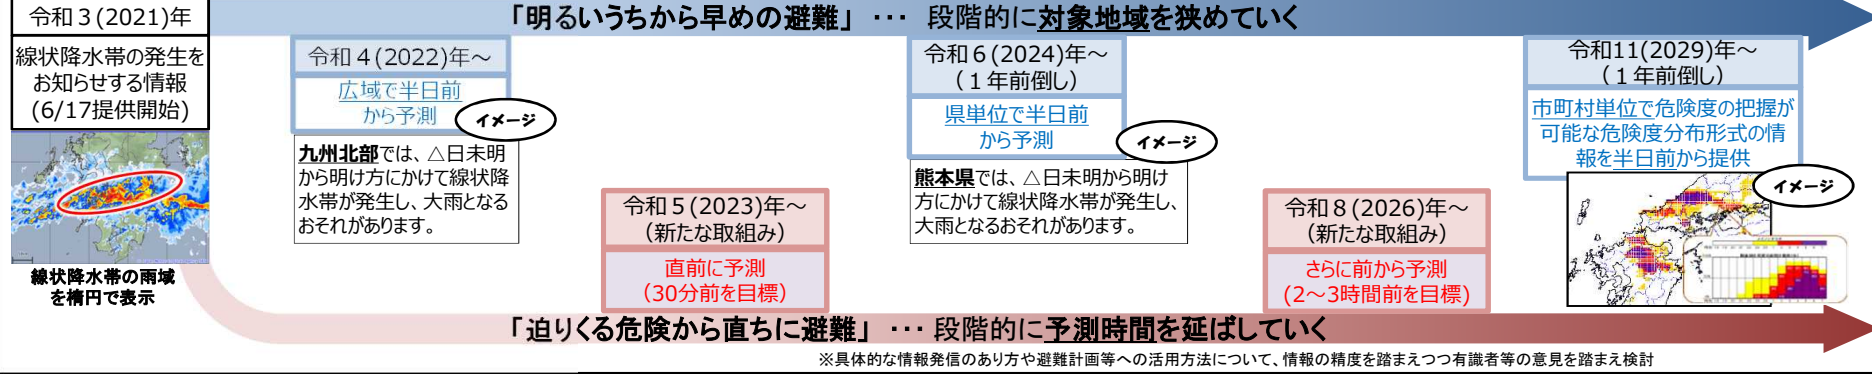 令和３(2021)年
線状降水帯の発生を
お知らせする情報
(6/17提供開始)
線状降水帯の雨域
を楕円で表示
「明るいうちから早めの避難」 ･･･ 段階的に対象地域を狭めていく
令和４(2022)年～
広域で半日前
から予測
イメージ
九州北部では、△日未明
から明け方にかけて線状降
水帯が発生し、大雨となる
おそれがあります。
令和５(2023)年～
（新たな取組み）
直前に予測
（30分前を目標）
令和６(2024)年～
（１年前倒し）
県単位で半日前
から予測
イメージ
熊本県では、△日未明から明け
方にかけて線状降水帯が発生し、
大雨となるおそれがあります。
令和８(2026)年～
（新たな取組み）
さらに前から予測
(2～3時間前を目標)
令和11(2029)年～
（１年前倒し）
市町村単位で危険度の把握が
可能な危険度分布形式の情
報を半日前から提供
イメージ
「迫りくる危険から直ちに避難」 ･･･ 段階的に予測時間を延ばしていく
※具体的な情報発信のあり方や避難計画等への活用方法について、情報の精度を踏まえつつ有識者等の意見を踏まえ検討